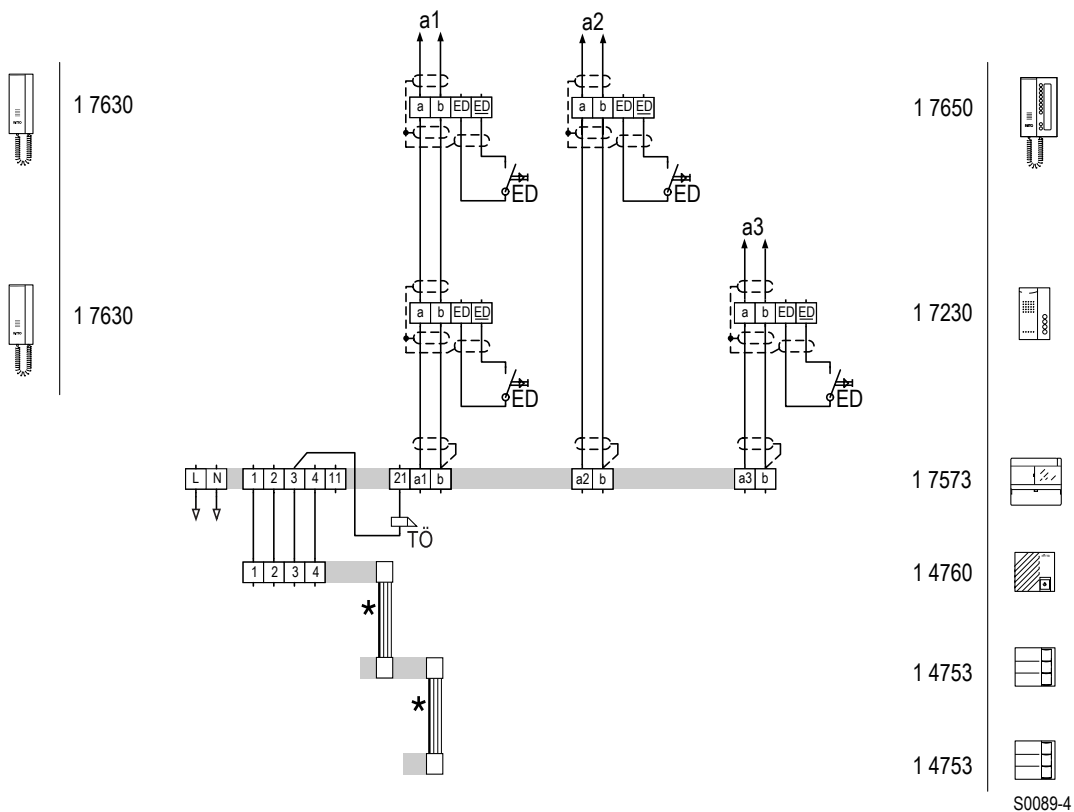 a1
a2
1 7630
a b ED ED
a b ED ED
1 7650
ED
ED
a3
1 7630
a b ED ED
a b ED ED
1 7230
ED
ED
L N 1 2 3 4 11 21 a1 b a2 b a3 b
1 7573
TÖ
1 2 3 4
1 4760
*
1 4753
*
1 4753
S0089-4